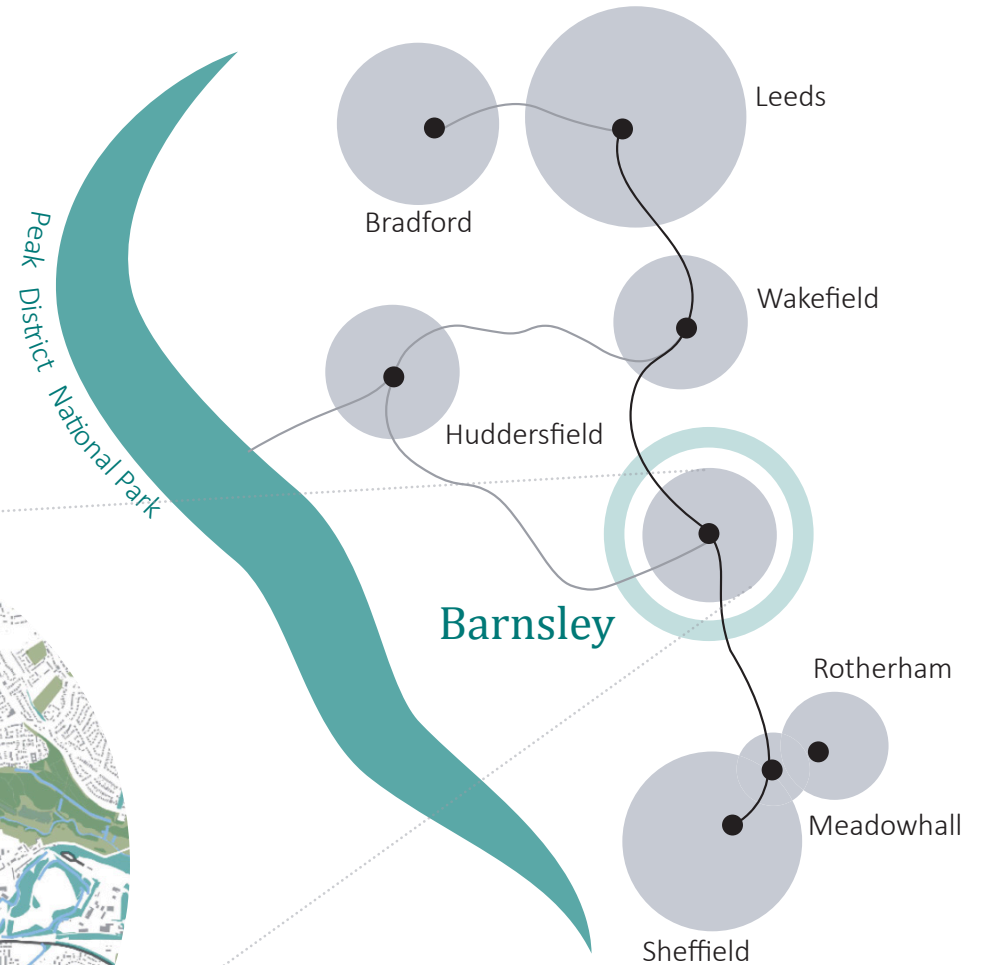 Leeds
Bradford
Peak District National Park
Wakefield
Huddersfield
Barnsley
Rotherham
Meadowhall
Sheffield